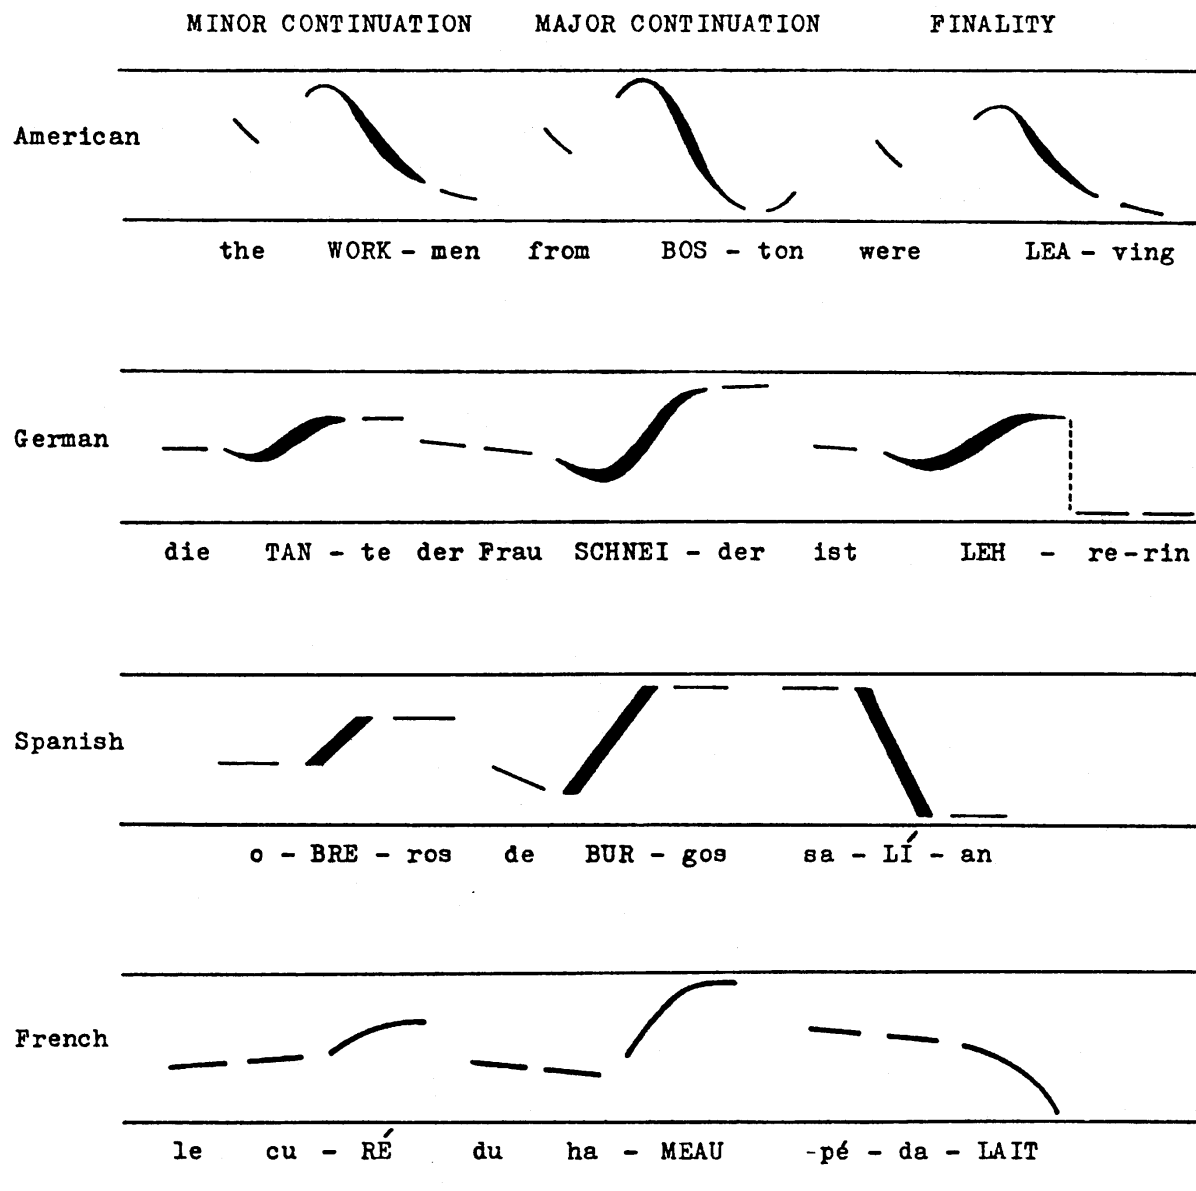 MINOR CONTINUATION MAJOR CONTINUATION FINALITY
American
the WORK - men from BOS - ton were LEA - ving
German
die TAN - te der Frau SCHNEI - der ist LEH - re-rin
Spanish
o - BRE - ros de BUR - gos sa - LÍ - an
French
le cu - RÉ du ha - MEAU -pé - da - LAIT